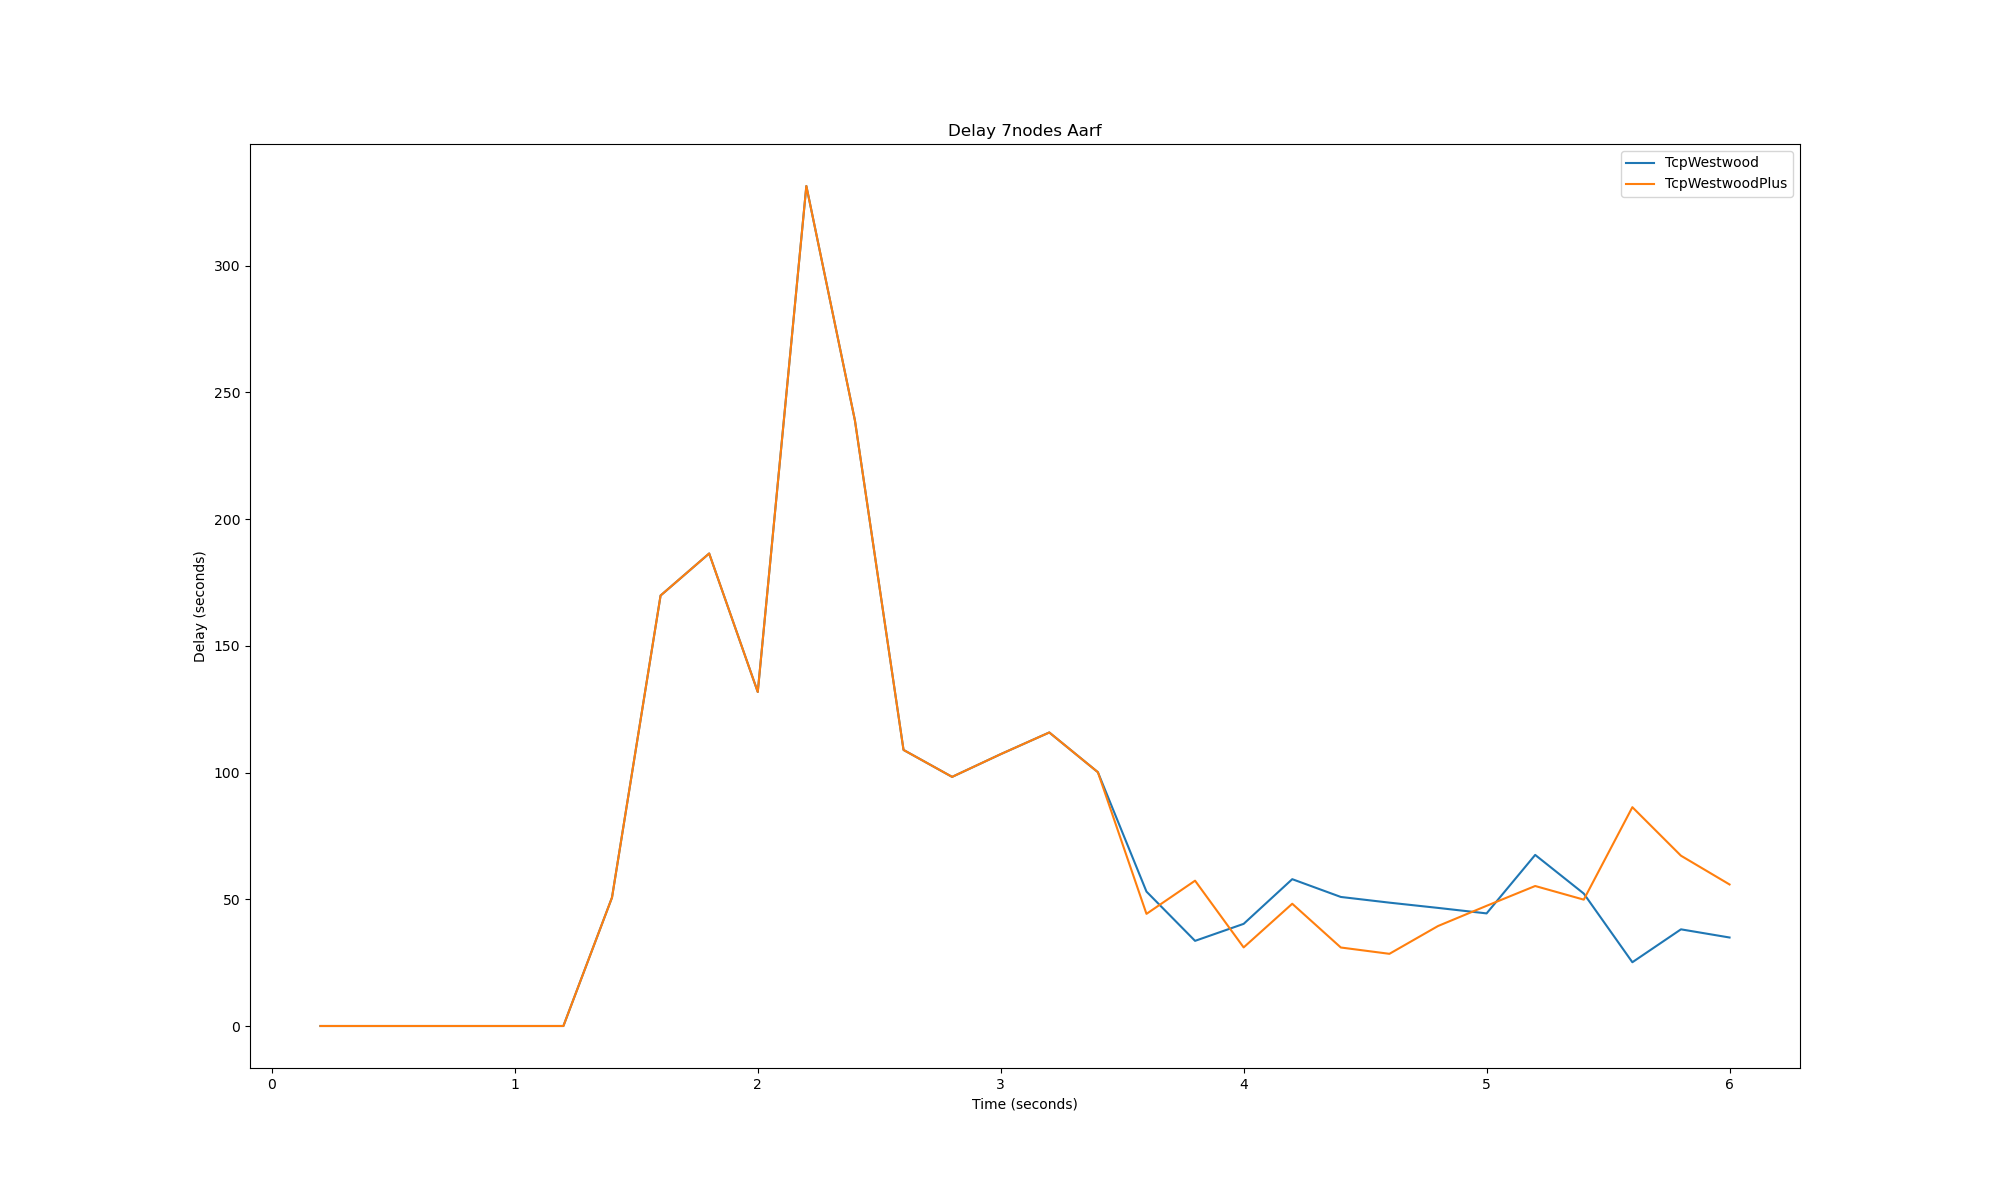 Delay 7nodes Aarf
TcpWestwood
TcpWestwoodPlus
300
250
200
150
100
50
0
Delay (seconds)
0 1 2 3 4 5 6
Time (seconds)